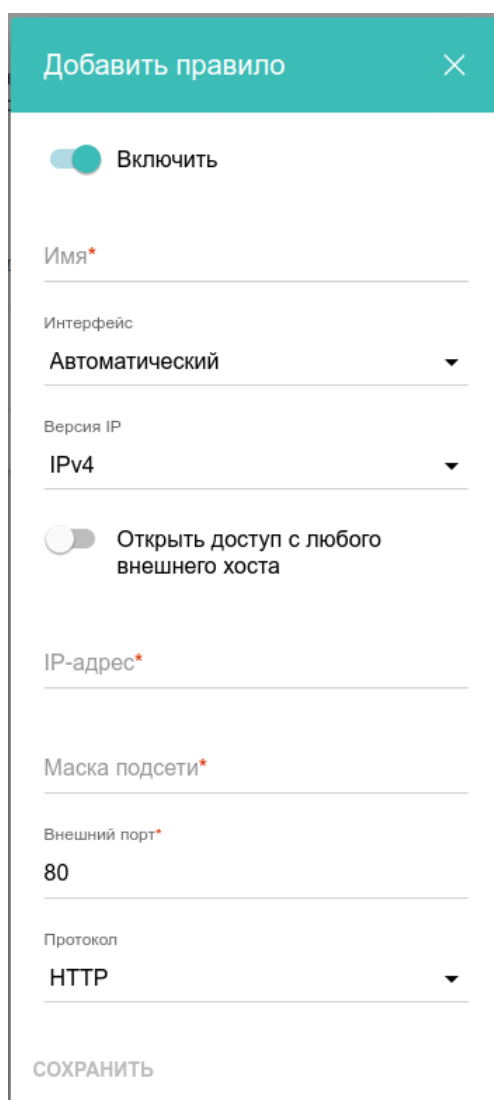 Добавить правило
Включить
Имя*
Интерфейс
Автоматический
Версия IP
IPv4
Открыть доступ с любого
внешнего хоста
IP-адрес*
Маска подсети*
Внешний порт*
80
Протокол
HTTP
СОХРАНИТЬ